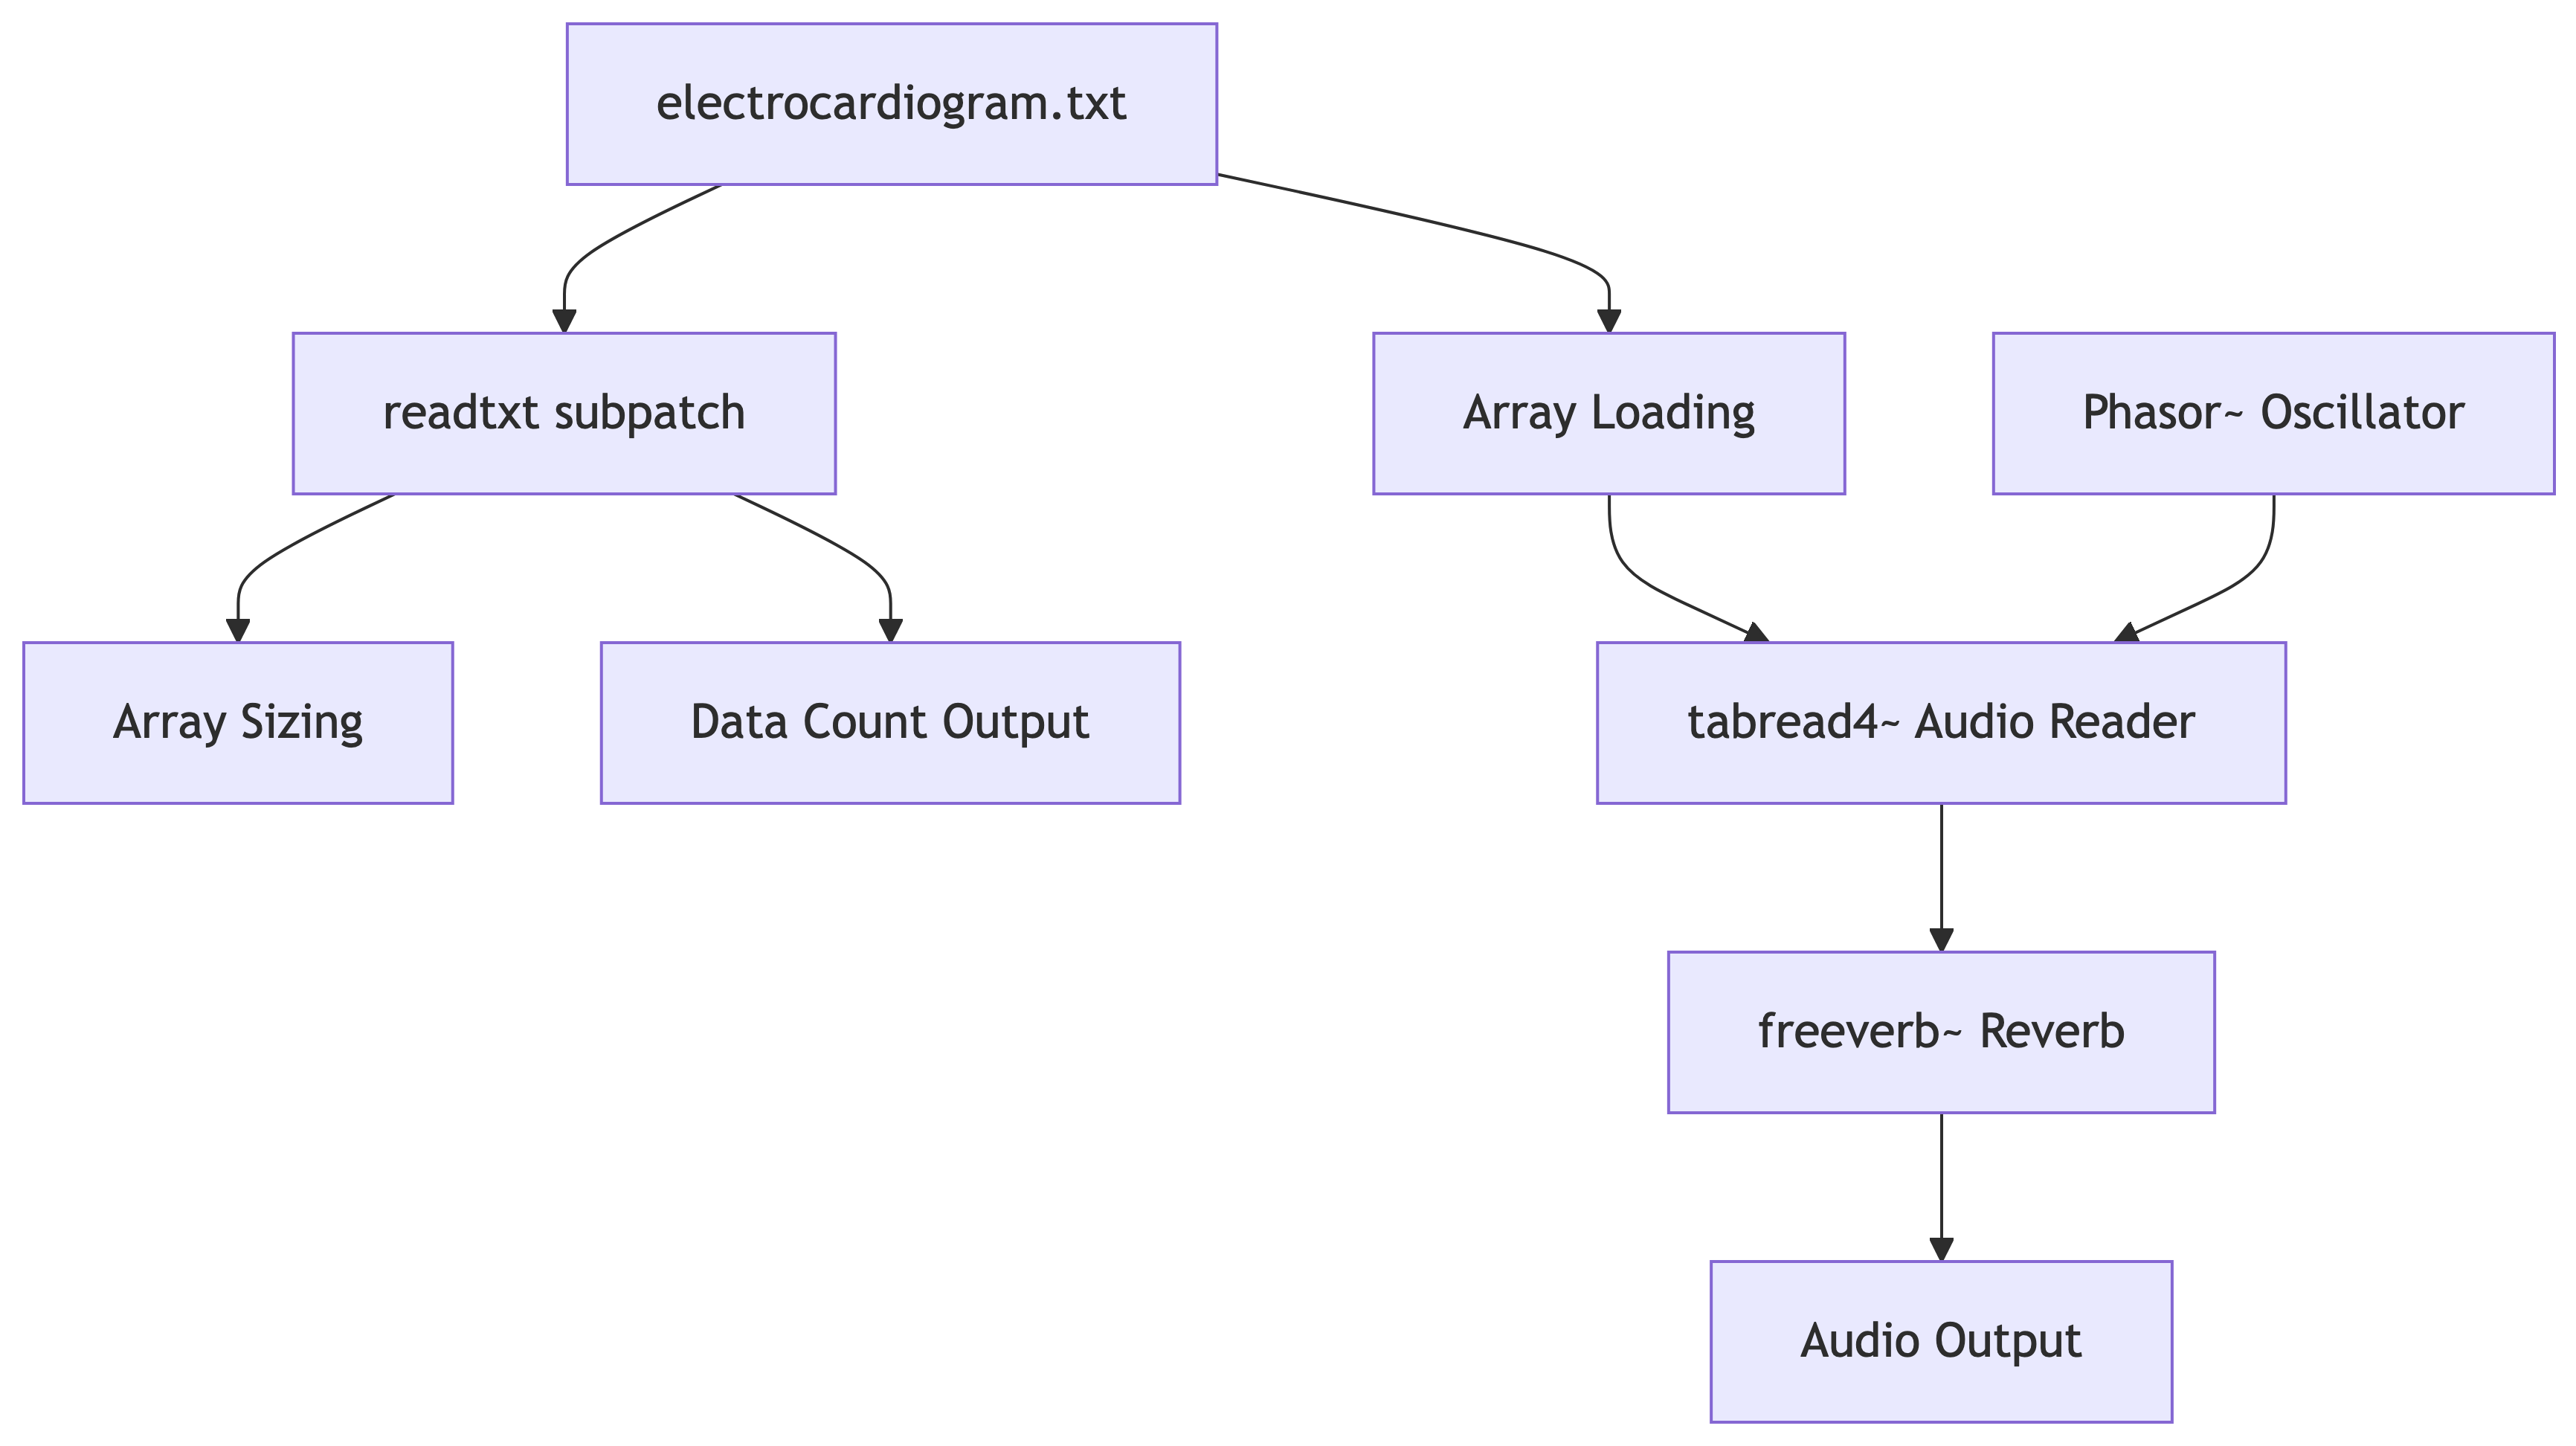 electrocardiogram.txt
readtxt subpatch
Array Loading
Phasor~ Oscillator
Array Sizing
Data Count Output
tabread4~ Audio Reader
freeverb~ Reverb
Audio Output